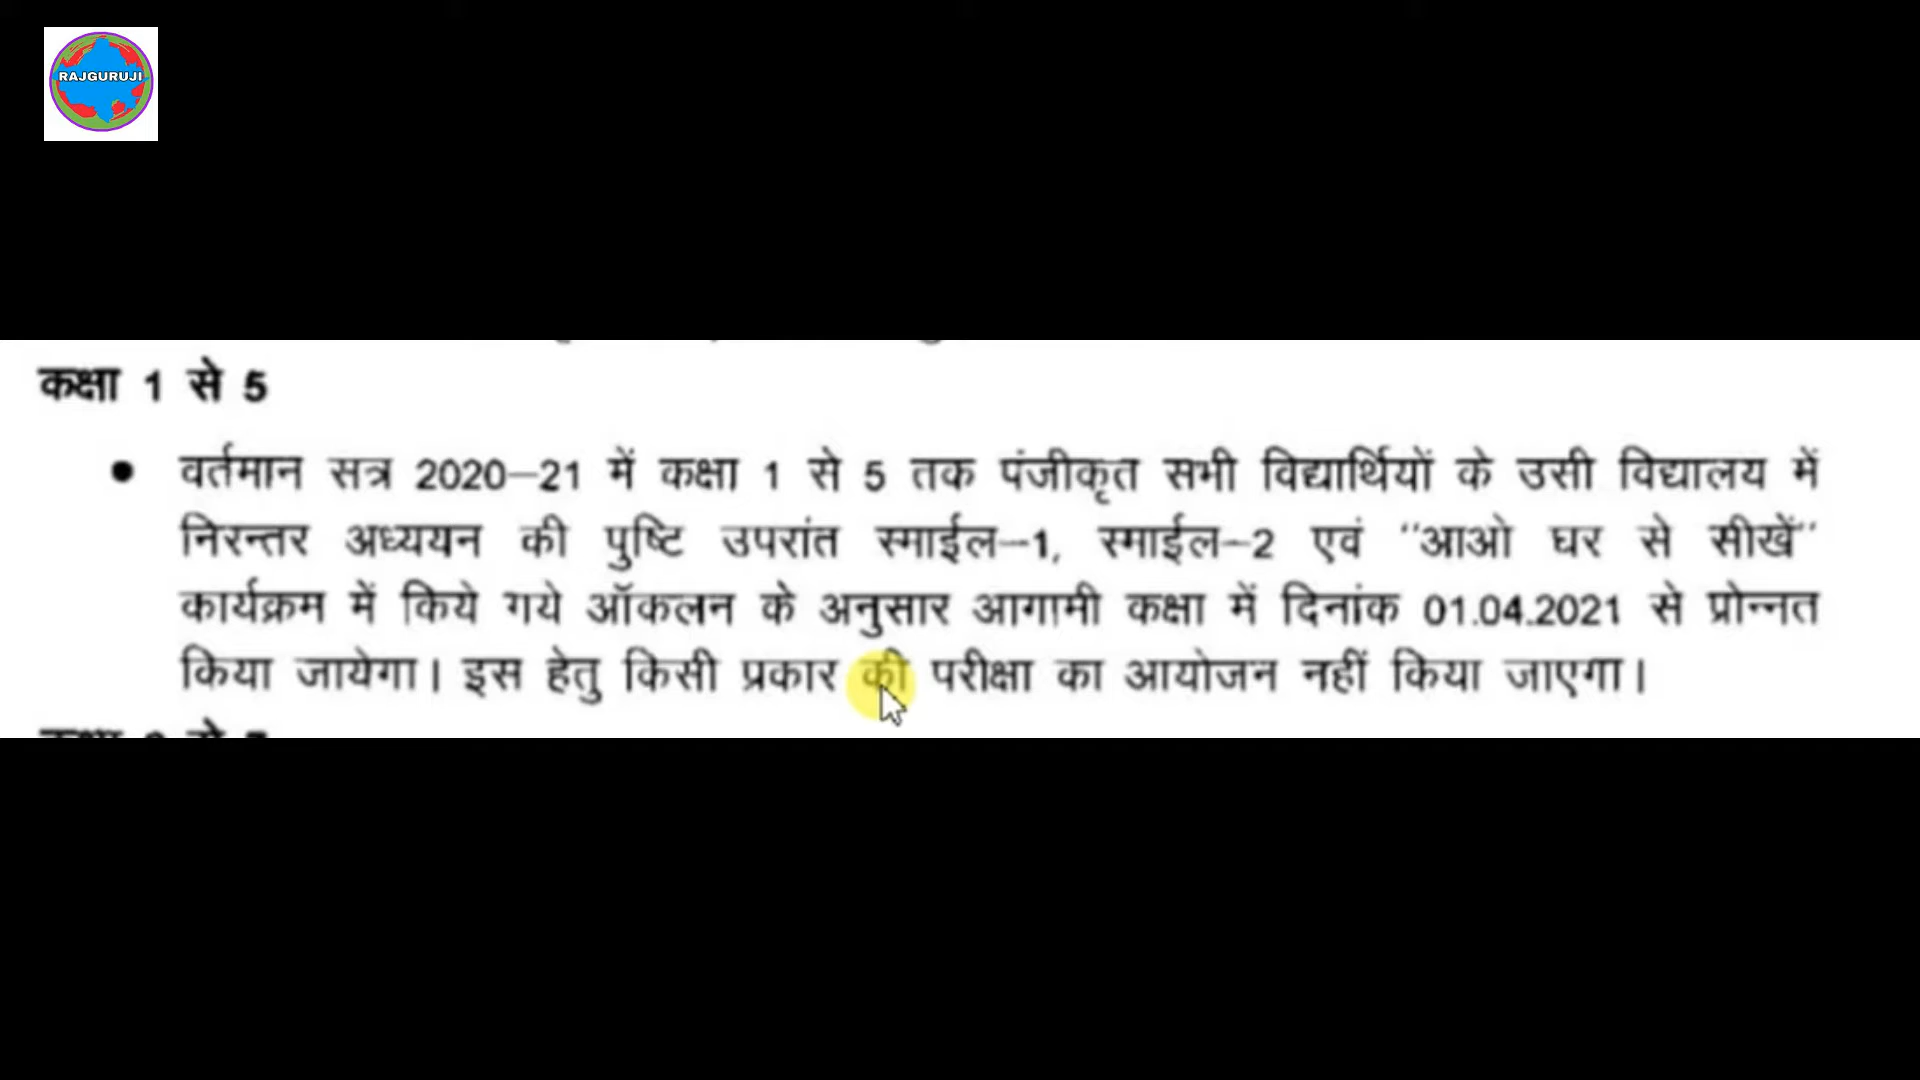 RAJGURUJI
कक्षा 1 से 5
● वर्तमान सत्र 2020–21 में कक्षा 1 से 5 तक पंजीकृत सभी विद्यार्थियों के उसी विद्यालय में
निरन्तर अध्ययन की पुष्टि उपरांत स्माईल–1, स्माईल–2 एवं "आओ घर से सीखें"
कार्यक्रम में किये गये ऑकलन के अनुसार आगामी कक्षा में दिनांक 01.04.2021 से प्रोन्नत
किया जायेगा। इस हेतु किसी प्रकार की परीक्षा का आयोजन नहीं किया जाएगा।